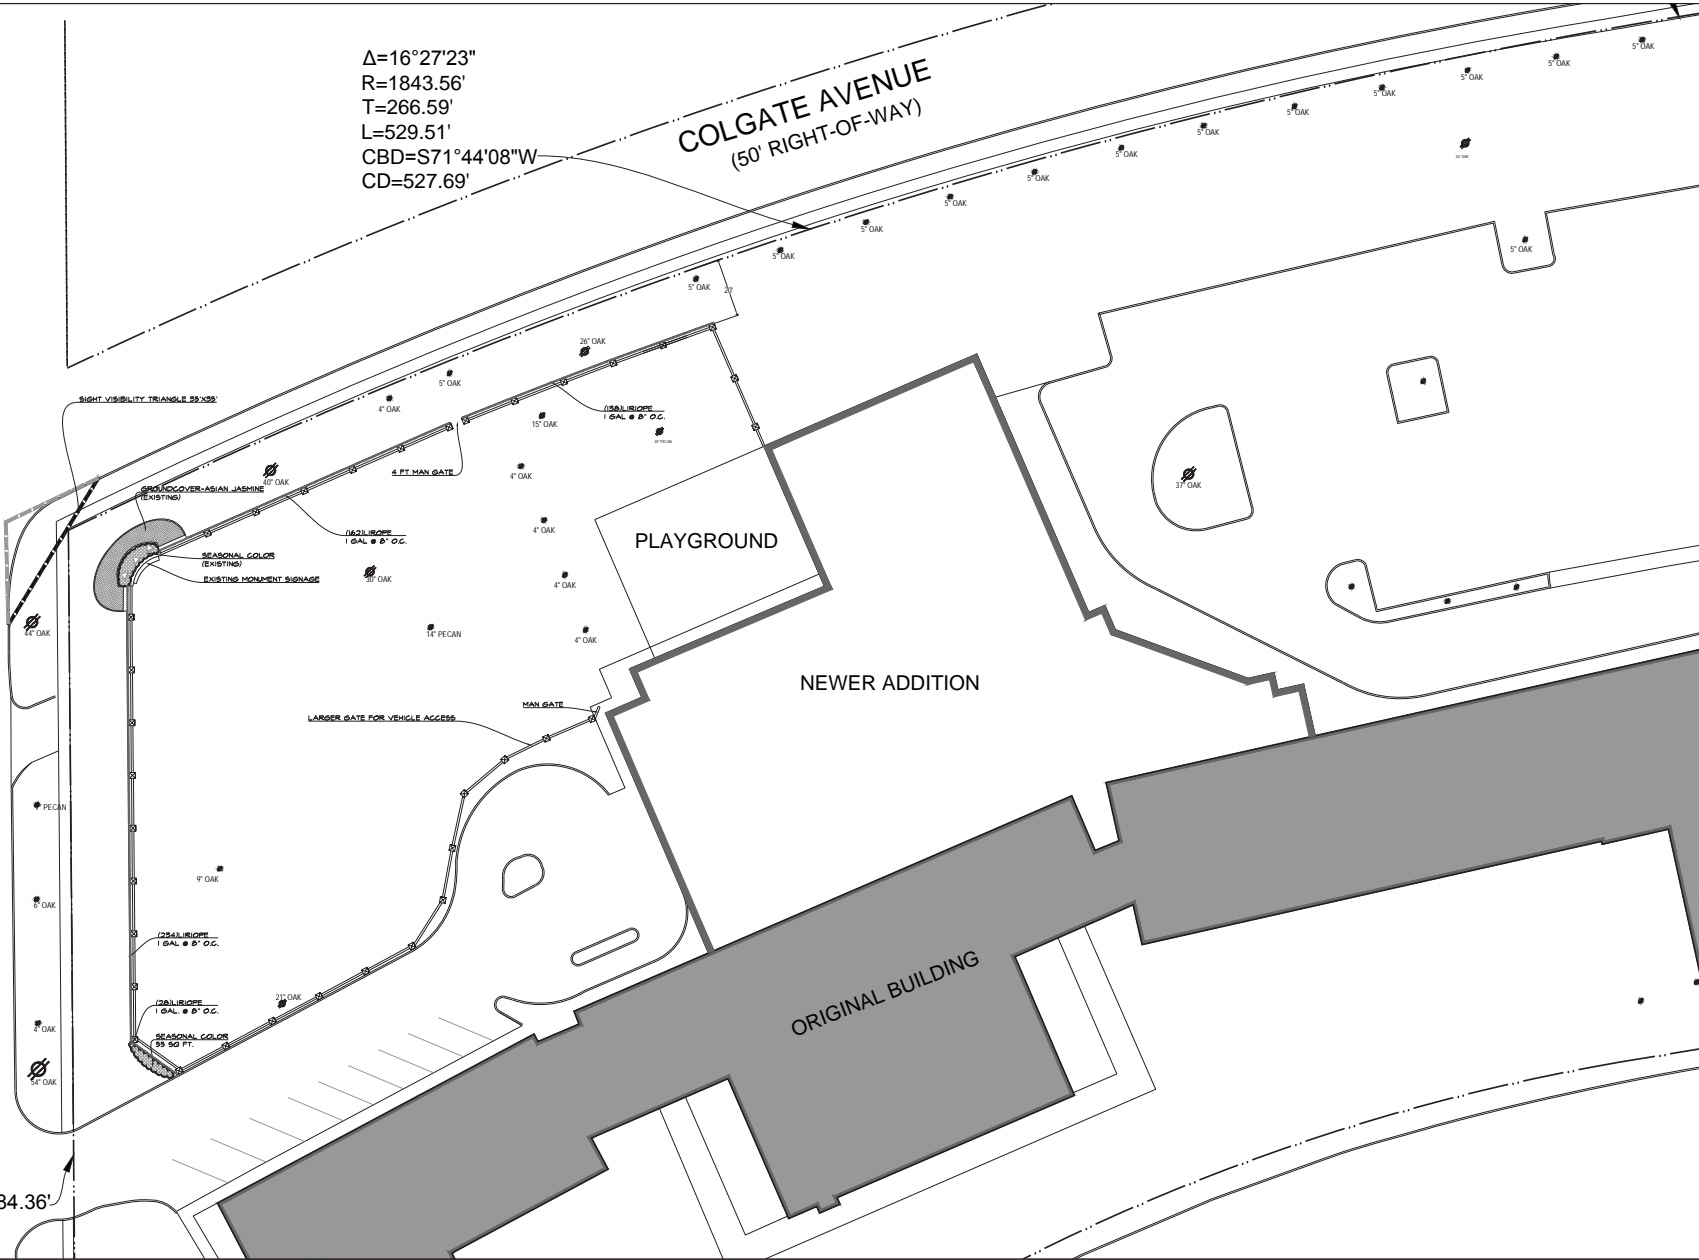 Δ=16°27'23"
R=1843.56'
T=266.59'
L=529.51'
CBD=S71°44'08"W
CD=527.69'
COLGATE AVENUE
(50' RIGHT-OF-WAY)
5" OAK
5" OAK
5" OAK
5" OAK
5" OAK
5" OAK
5" OAK
5" OAK
5" OAK
5" OAK
5" OAK
5" OAK
5" OAK
20'
26" OAK
5" OAK
4" OAK
SIGHT VISIBILITY TRIANGLE 55'X55'
(158)LIRIOPE
1 GAL @ 8" O.C.
15" OAK
4 FT MAN GATE
4" OAK
40" OAK
GROUNDCOVER-ASIAN JASMINE
(EXISTING)
37" OAK
4" OAK
(162)LIROPE
1 GAL @ 8" O.C.
PLAYGROUND
SEASONAL COLOR
(EXISTING)
EXISTING MONUMENT SIGNAGE
30" OAK
4" OAK
44" OAK
14" PECAN
4" OAK
NEWER ADDITION
MAN GATE
LARGER GATE FOR VEHICLE ACCESS
PECAN
9" OAK
6" OAK
(254)LIRIOPE
1 GAL @ 8" O.C.
ORIGINAL BUILDING
21" OAK
(28)LIRIOPE
1 GAL. @ 8" O.C.
4" OAK
SEASONAL COLOR
55 SQ FT.
54" OAK
84.36'